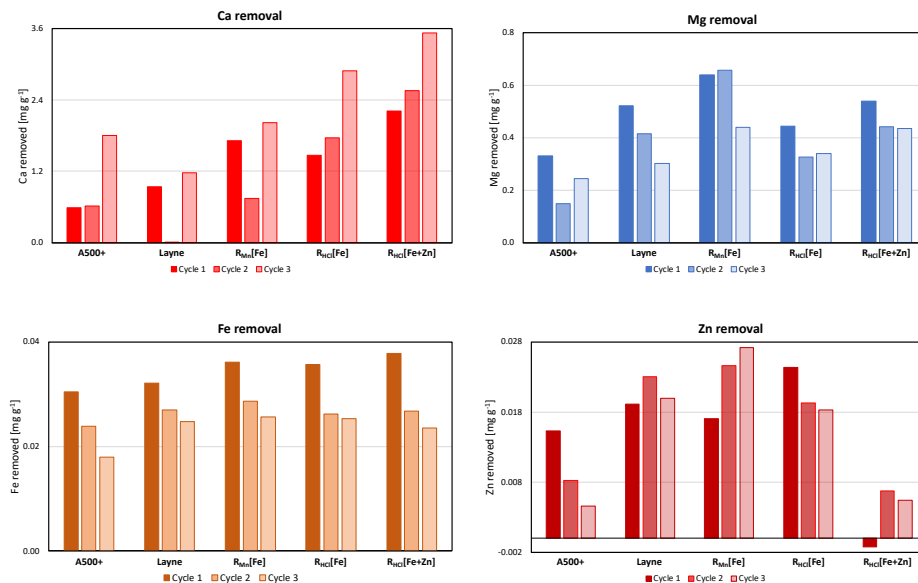 Ca removal
Ca removed [mg g⁻¹]
3.6
2.4
1.2
0.0
A500+ Layne R_Mn[Fe] R_HCl[Fe] R_HCl[Fe+Zn]
Cycle 1 Cycle 2 Cycle 3
Mg removal
Mg removed [mg g⁻¹]
0.8
0.6
0.4
0.2
0.0
A500+ Layne R_Mn[Fe] R_HCl[Fe] R_HCl[Fe+Zn]
Cycle 1 Cycle 2 Cycle 3
Fe removal
Fe removed [mg g⁻¹]
0.04
0.02
0.00
A500+ Layne R_Mn[Fe] R_HCl[Fe] R_HCl[Fe+Zn]
Cycle 1 Cycle 2 Cycle 3
Zn removal
Zn removed [mg g⁻¹]
0.028
0.018
0.008
-0.002
A500+ Layne R_Mn[Fe] R_HCl[Fe] R_HCl[Fe+Zn]
Cycle 1 Cycle 2 Cycle 3